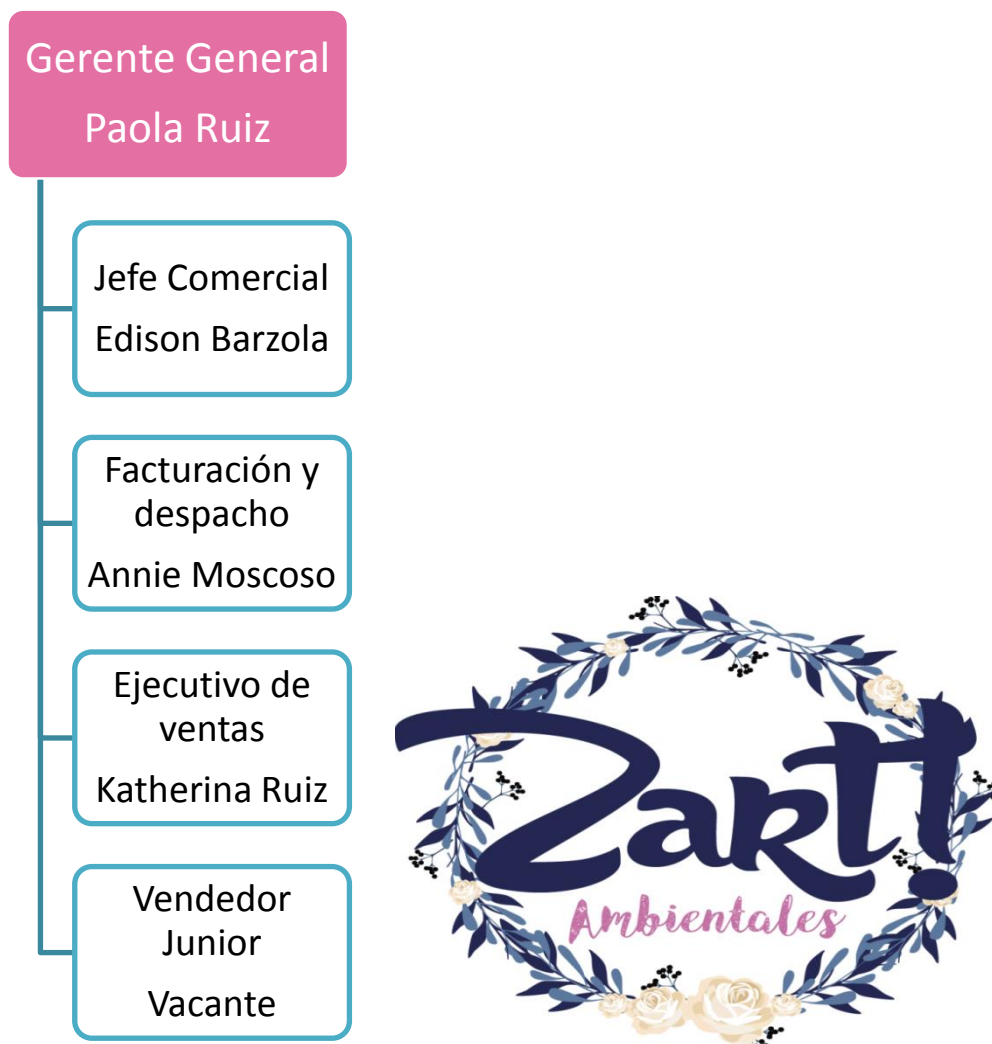 Gerente General
Paola Ruiz
Jefe Comercial
Edison Barzola
Facturación y
despacho
Annie Moscoso
Ejecutivo de
ventas
Katherina Ruiz
Vendedor
Junior
Vacante
Zart!
Ambientales